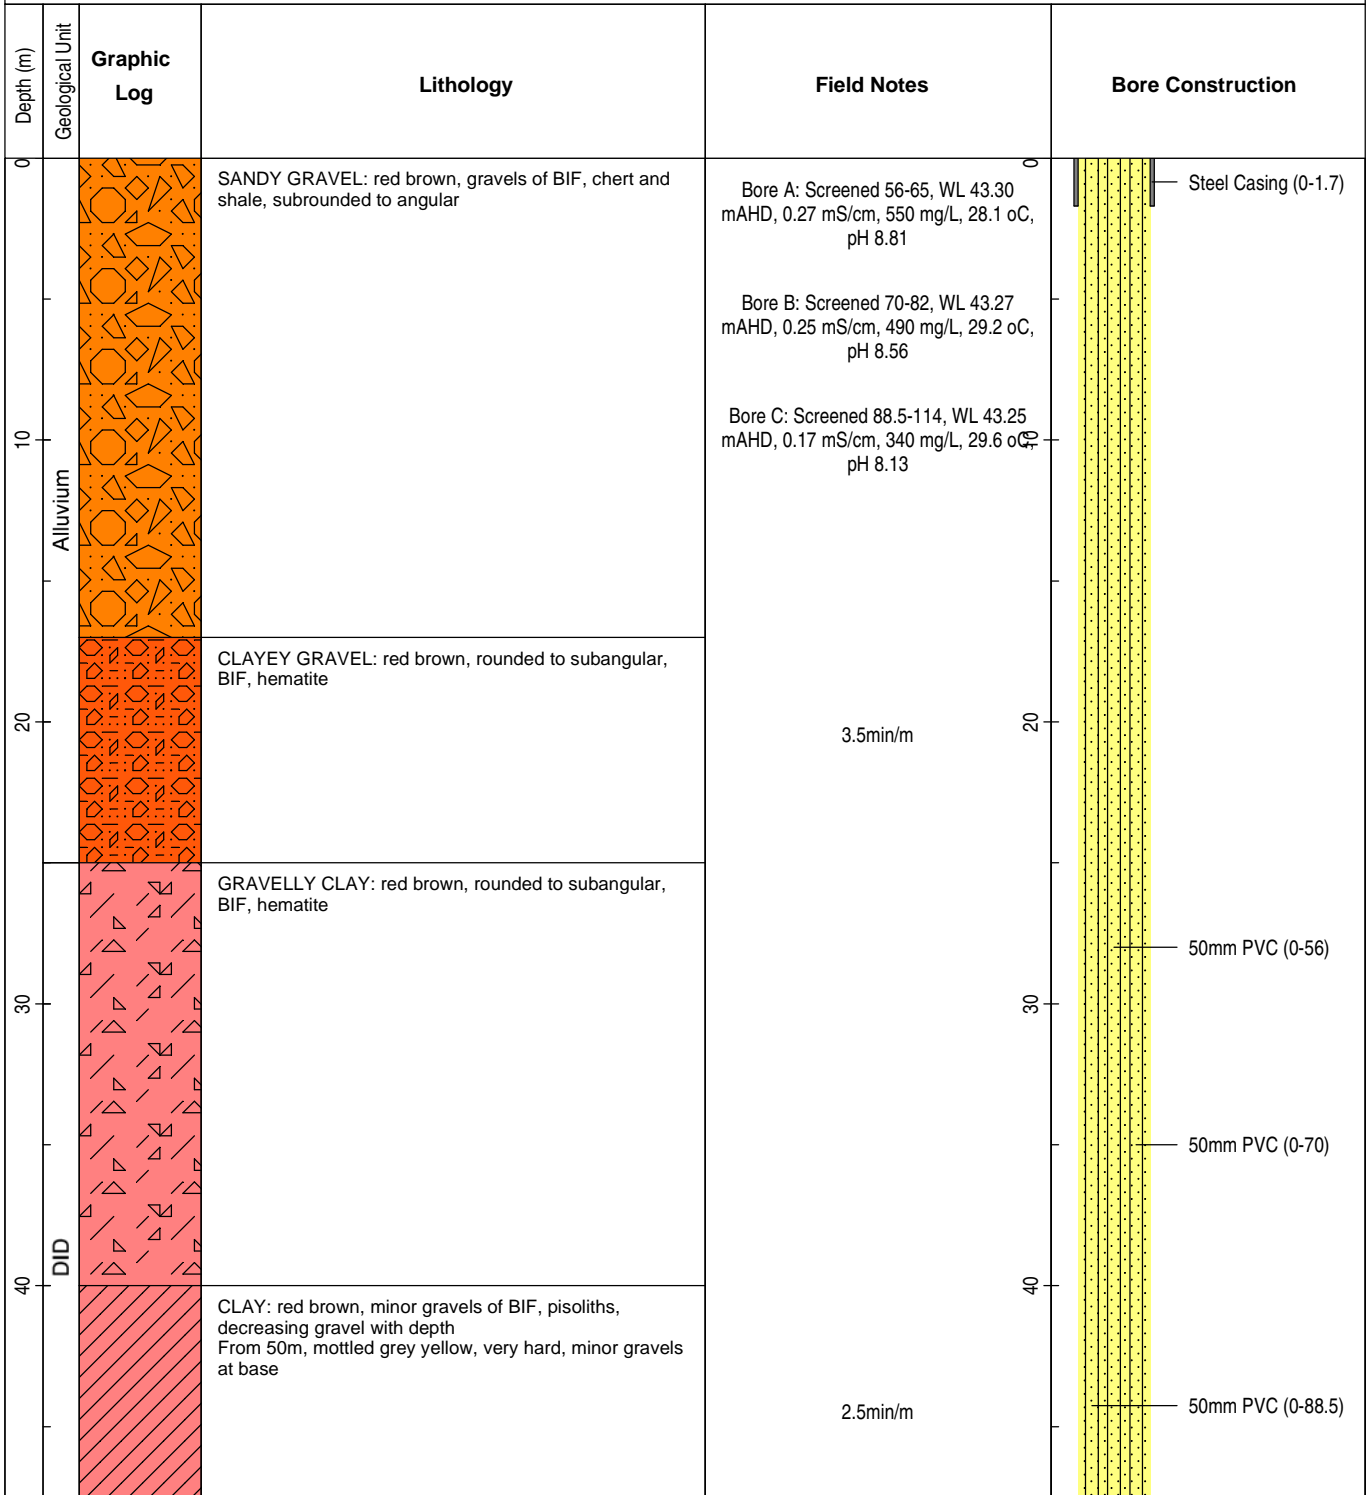 Depth (m)
Geological Unit
Graphic
Log
Lithology
Field Notes
Bore Construction
0
10
20
30
40
Alluvium
DID
SANDY GRAVEL: red brown, gravels of BIF, chert and
shale, subrounded to angular
CLAYEY GRAVEL: red brown, rounded to subangular,
BIF, hematite
GRAVELLY CLAY: red brown, rounded to subangular,
BIF, hematite
CLAY: red brown, minor gravels of BIF, pisoliths,
decreasing gravel with depth
From 50m, mottled grey yellow, very hard, minor gravels
at base
Bore A: Screened 56-65, WL 43.30
mAHD, 0.27 mS/cm, 550 mg/L, 28.1 oC,
pH 8.81
Bore B: Screened 70-82, WL 43.27
mAHD, 0.25 mS/cm, 490 mg/L, 29.2 oC,
pH 8.56
Bore C: Screened 88.5-114, WL 43.25
mAHD, 0.17 mS/cm, 340 mg/L, 29.6 oC,
pH 8.13
3.5min/m
2.5min/m
0
10
20
30
40
Steel Casing (0-1.7)
50mm PVC (0-56)
50mm PVC (0-70)
50mm PVC (0-88.5)